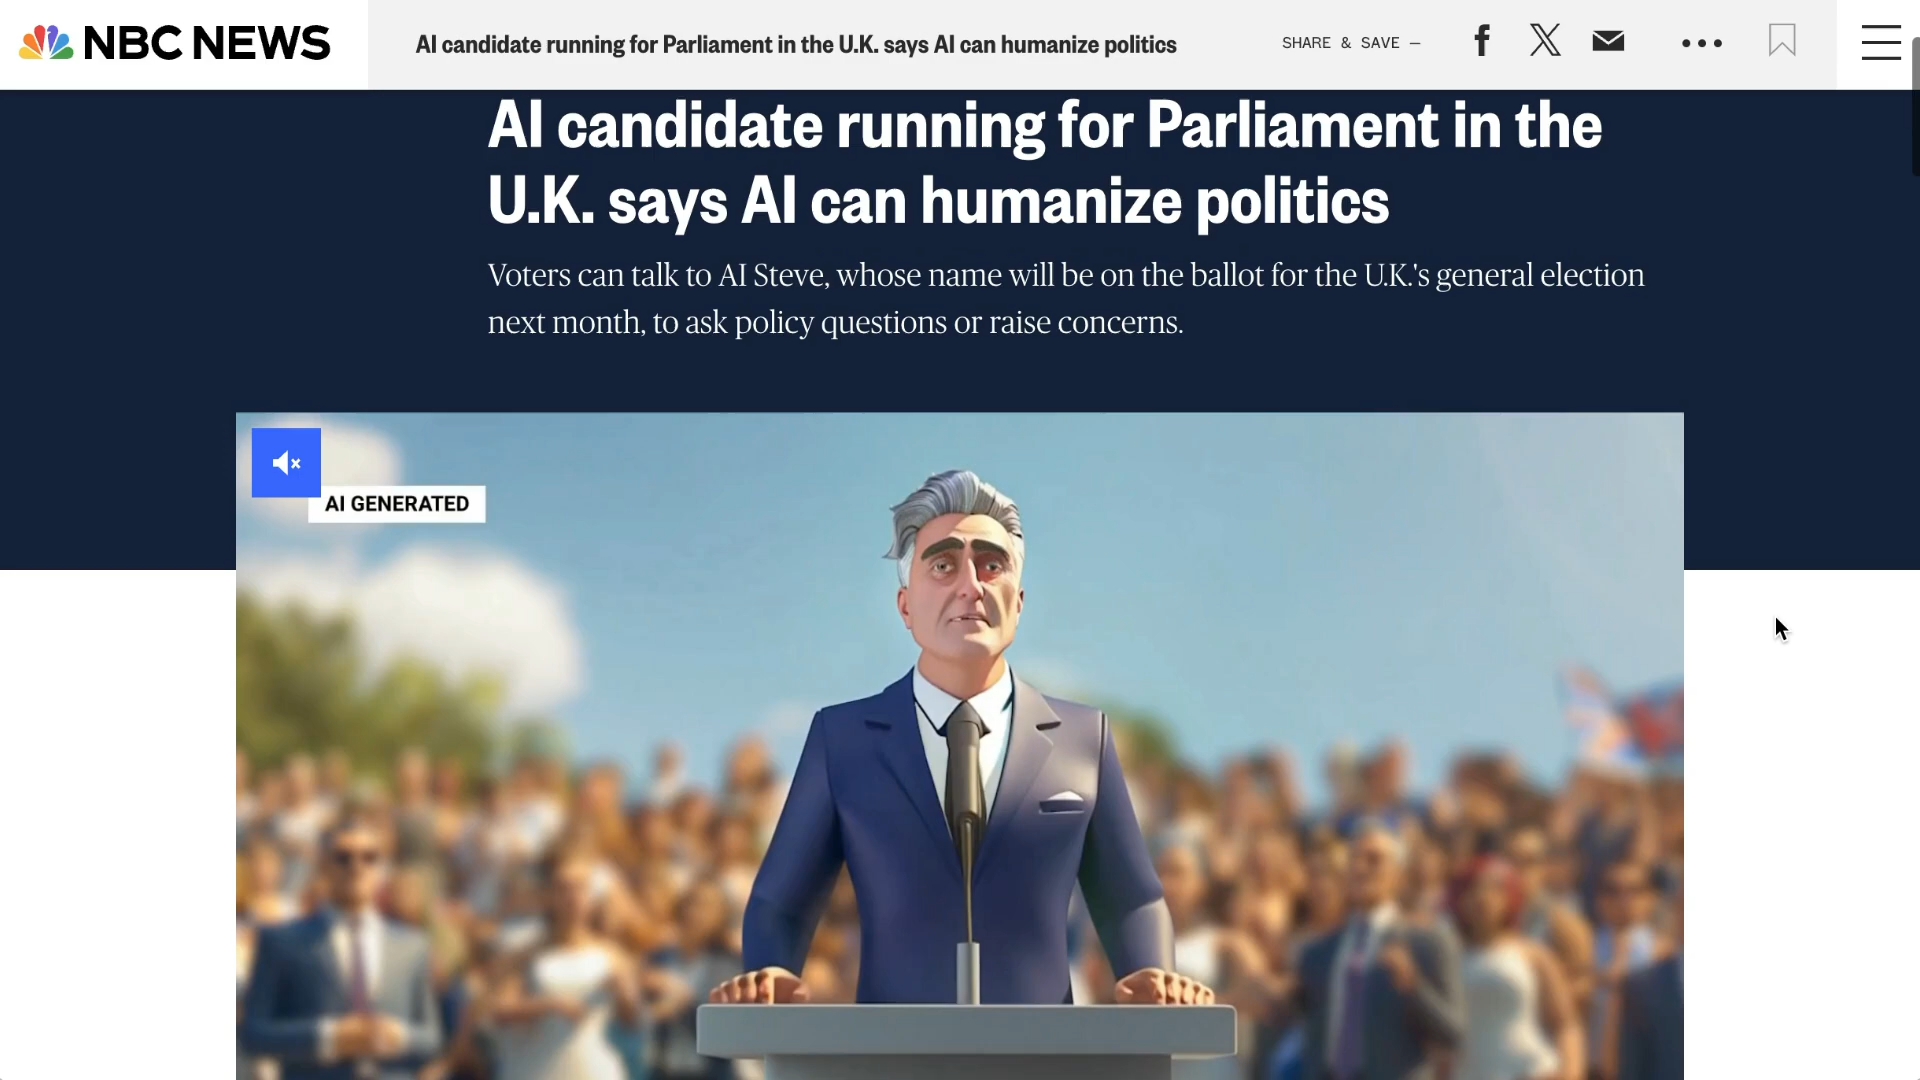 NBC NEWS
AI candidate running for Parliament in the U.K. says AI can humanize politics
SHARE & SAVE —
AI candidate running for Parliament in the
U.K. says AI can humanize politics
Voters can talk to AI Steve, whose name will be on the ballot for the U.K.'s general election
next month, to ask policy questions or raise concerns.
AI GENERATED